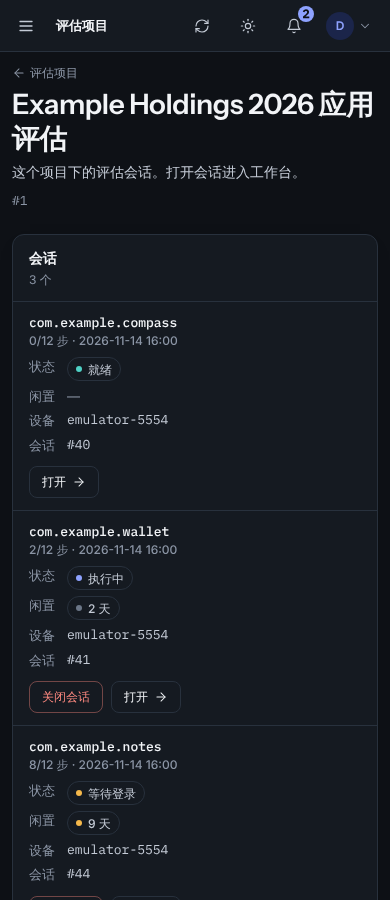 评估项目
2
D
评估项目
Example Holdings 2026 应用
评估
这个项目下的评估会话。打开会话进入工作台。
#1
会话
3 个
com.example.compass
0/12 步 · 2026-11-14 16:00
状态 就绪
闲置 —
设备 emulator-5554
会话 #40
打开
com.example.wallet
2/12 步 · 2026-11-14 16:00
状态 执行中
闲置 2 天
设备 emulator-5554
会话 #41
关闭会话 打开
com.example.notes
8/12 步 · 2026-11-14 16:00
状态 等待登录
闲置 9 天
设备 emulator-5554
会话 #44